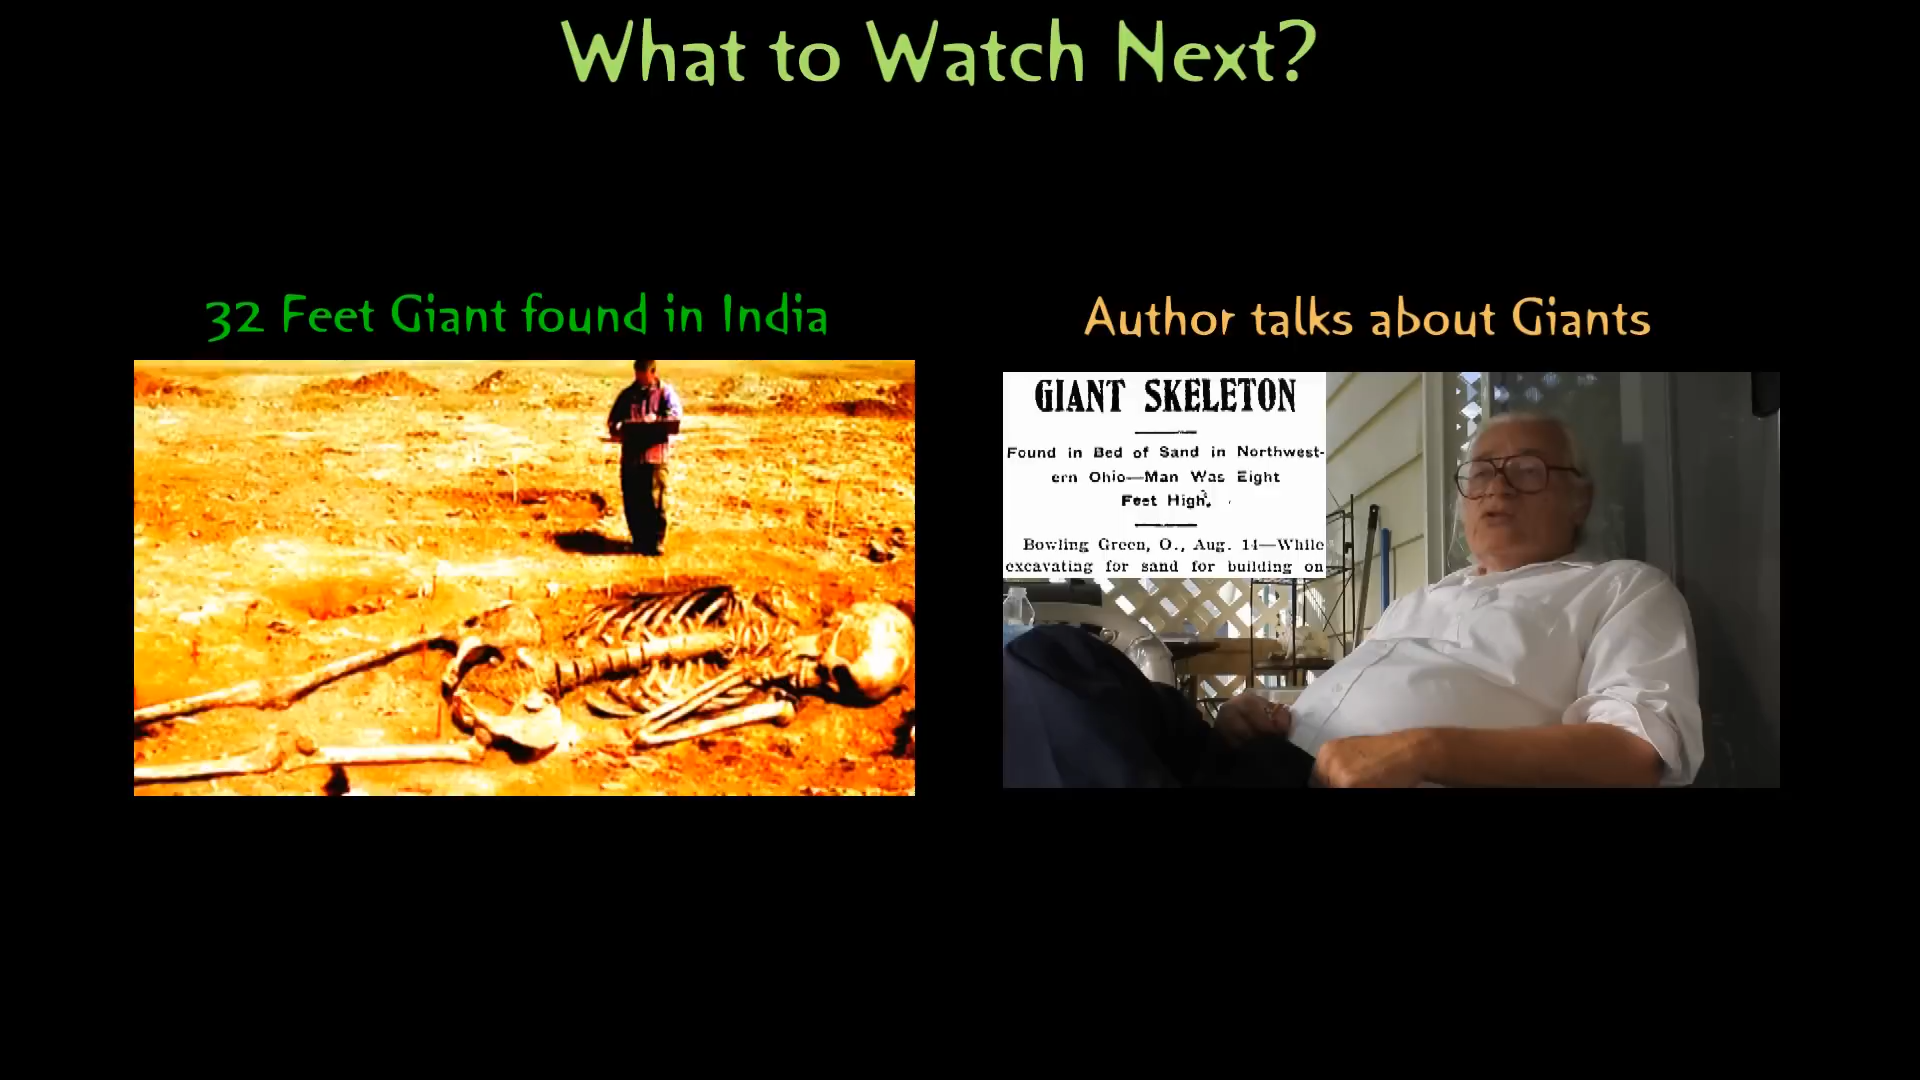 What to Watch Next?
32 Feet Giant found in India
Author talks about Giants
GIANT SKELETON
Found in Bed of Sand in Northwest-
ern Ohio—Man Was Eight
Feet High.
Bowling Green, O., Aug. 14—While
excavating for sand for building on